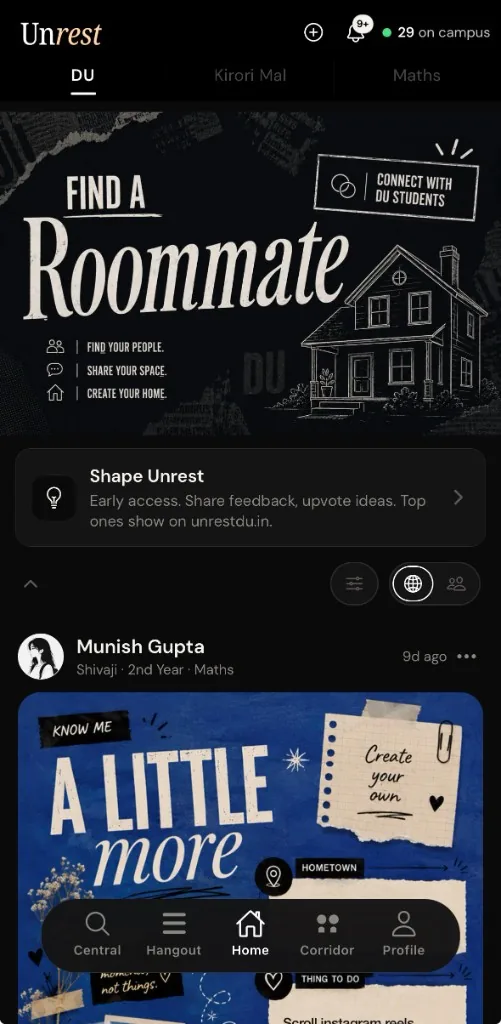 Unrest
9+
29 on campus
DU
Kirori Mal
Maths
FIND A
Roommate
CONNECT WITH
DU STUDENTS
FIND YOUR PEOPLE.
SHARE YOUR SPACE.
CREATE YOUR HOME.
DU
Shape Unrest
Early access. Share feedback, upvote ideas. Top
ones show on unrestdu.in.
Munish Gupta
9d ago
Shivaji · 2nd Year · Maths
KNOW ME
A LITTLE
more
Create
your
own
HOMETOWN
Central
Hangout
Home
Corridor
Profile
not things.
THING TO DO
Scroll instagram reels